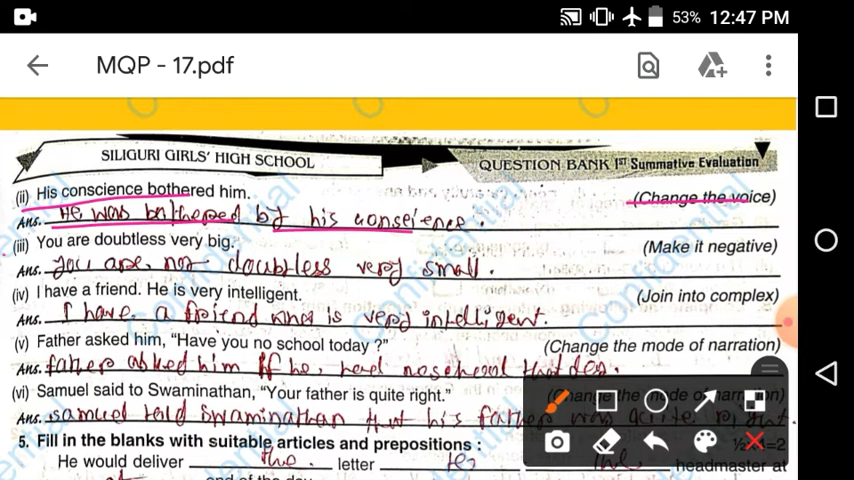 53% 12:47 PM
MQP - 17.pdf
SILIGURI GIRLS' HIGH SCHOOL
QUESTION BANK 1ST Summative Evaluation
(ii) His conscience bothered him. (Change the voice)
Ans. He was bothered by his conscience.
(iii) You are doubtless very big. (Make it negative)
Ans. You are not doubtless very small.
(iv) I have a friend. He is very intelligent. (Join into complex)
Ans. I have a friend who is very intelligent.
(v) Father asked him, "Have you no school today?" (Change the mode of narration)
Ans. father asked him if he had no school that day.
(vi) Samuel said to Swaminathan, "Your father is quite right."
Ans. Samuel told Swaminathan that his father was quite right.
5. Fill in the blanks with suitable articles and prepositions : =2
He would deliver the letter to the headmaster at
end of the day